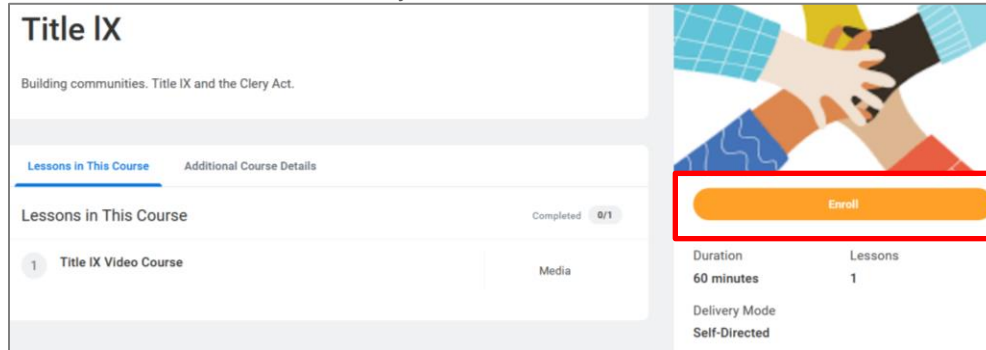 Title IX
Building communities. Title IX and the Clery Act.
Lessons in This Course Additional Course Details
Lessons in This Course Completed 0/1
1 Title IX Video Course Media
Enroll
Duration Lessons
60 minutes 1
Delivery Mode
Self-Directed